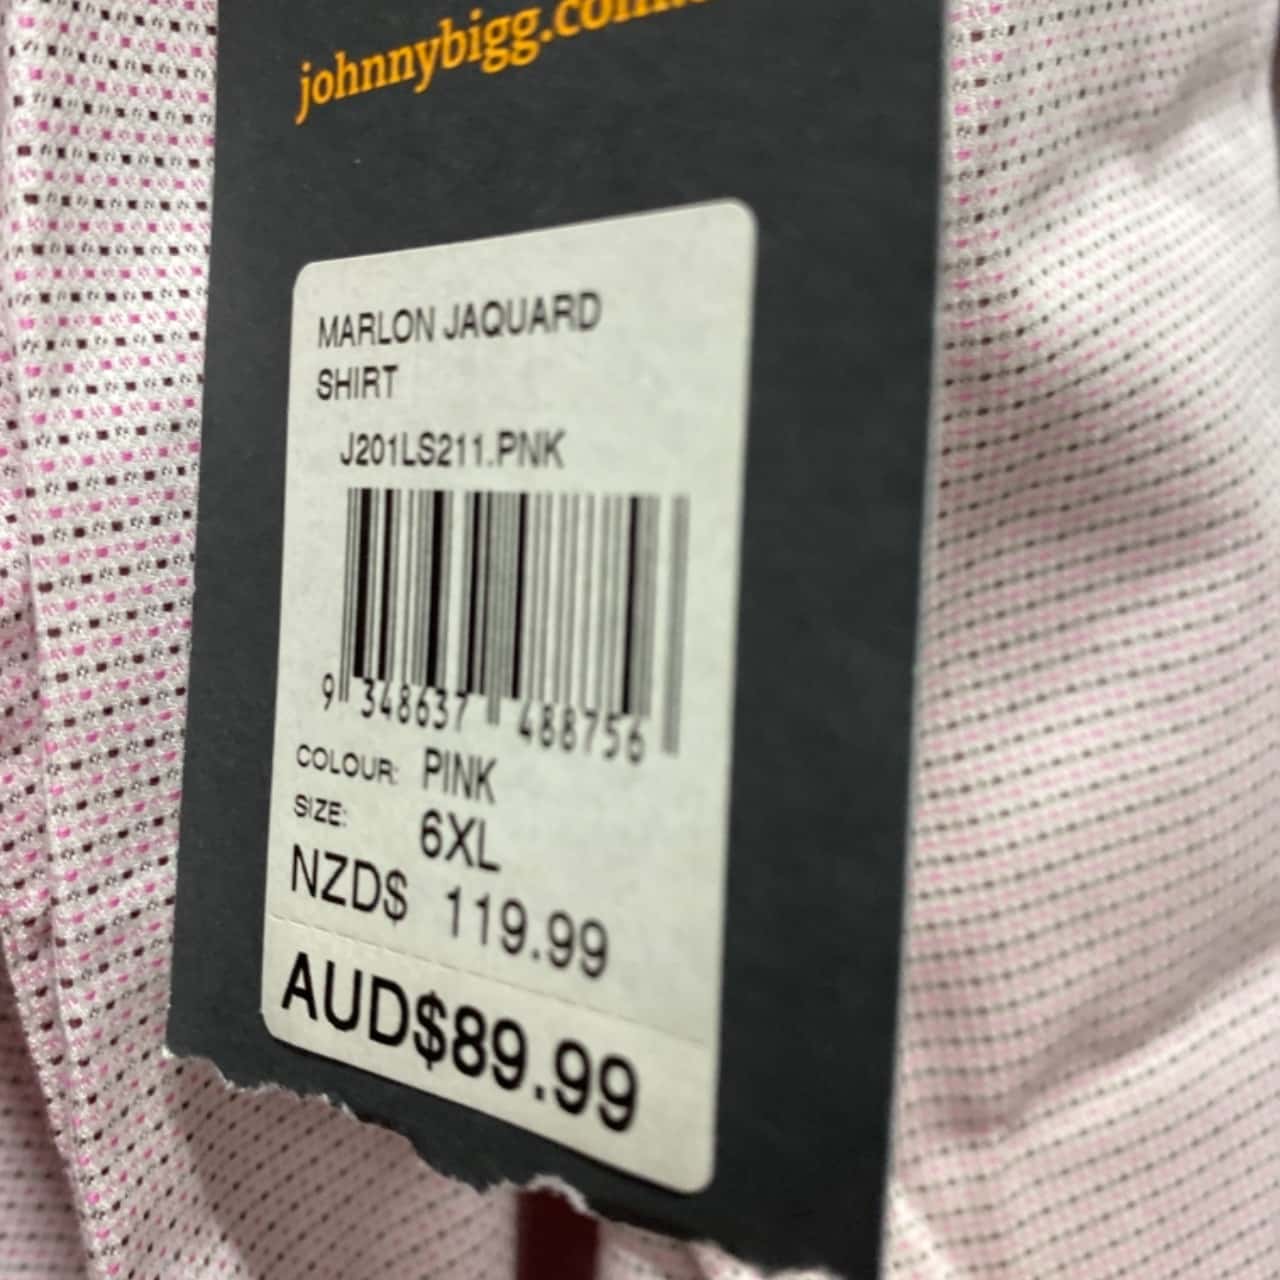 johnnybigg.com
MARLON JAQUARD
SHIRT
J201LS211.PNK
9 348637 488756
COLOUR: PINK
SIZE: 6XL
NZD$ 119.99
AUD$89.99